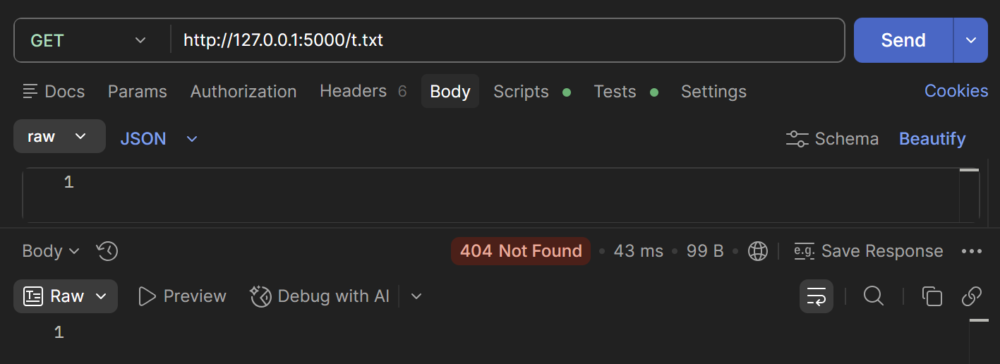 GET http://127.0.0.1:5000/t.txt Send
Docs Params Authorization Headers 6 Body Scripts Tests Settings Cookies
raw JSON Schema Beautify
1
Body 404 Not Found 43 ms 99 B e.g. Save Response
Raw Preview Debug with AI
1